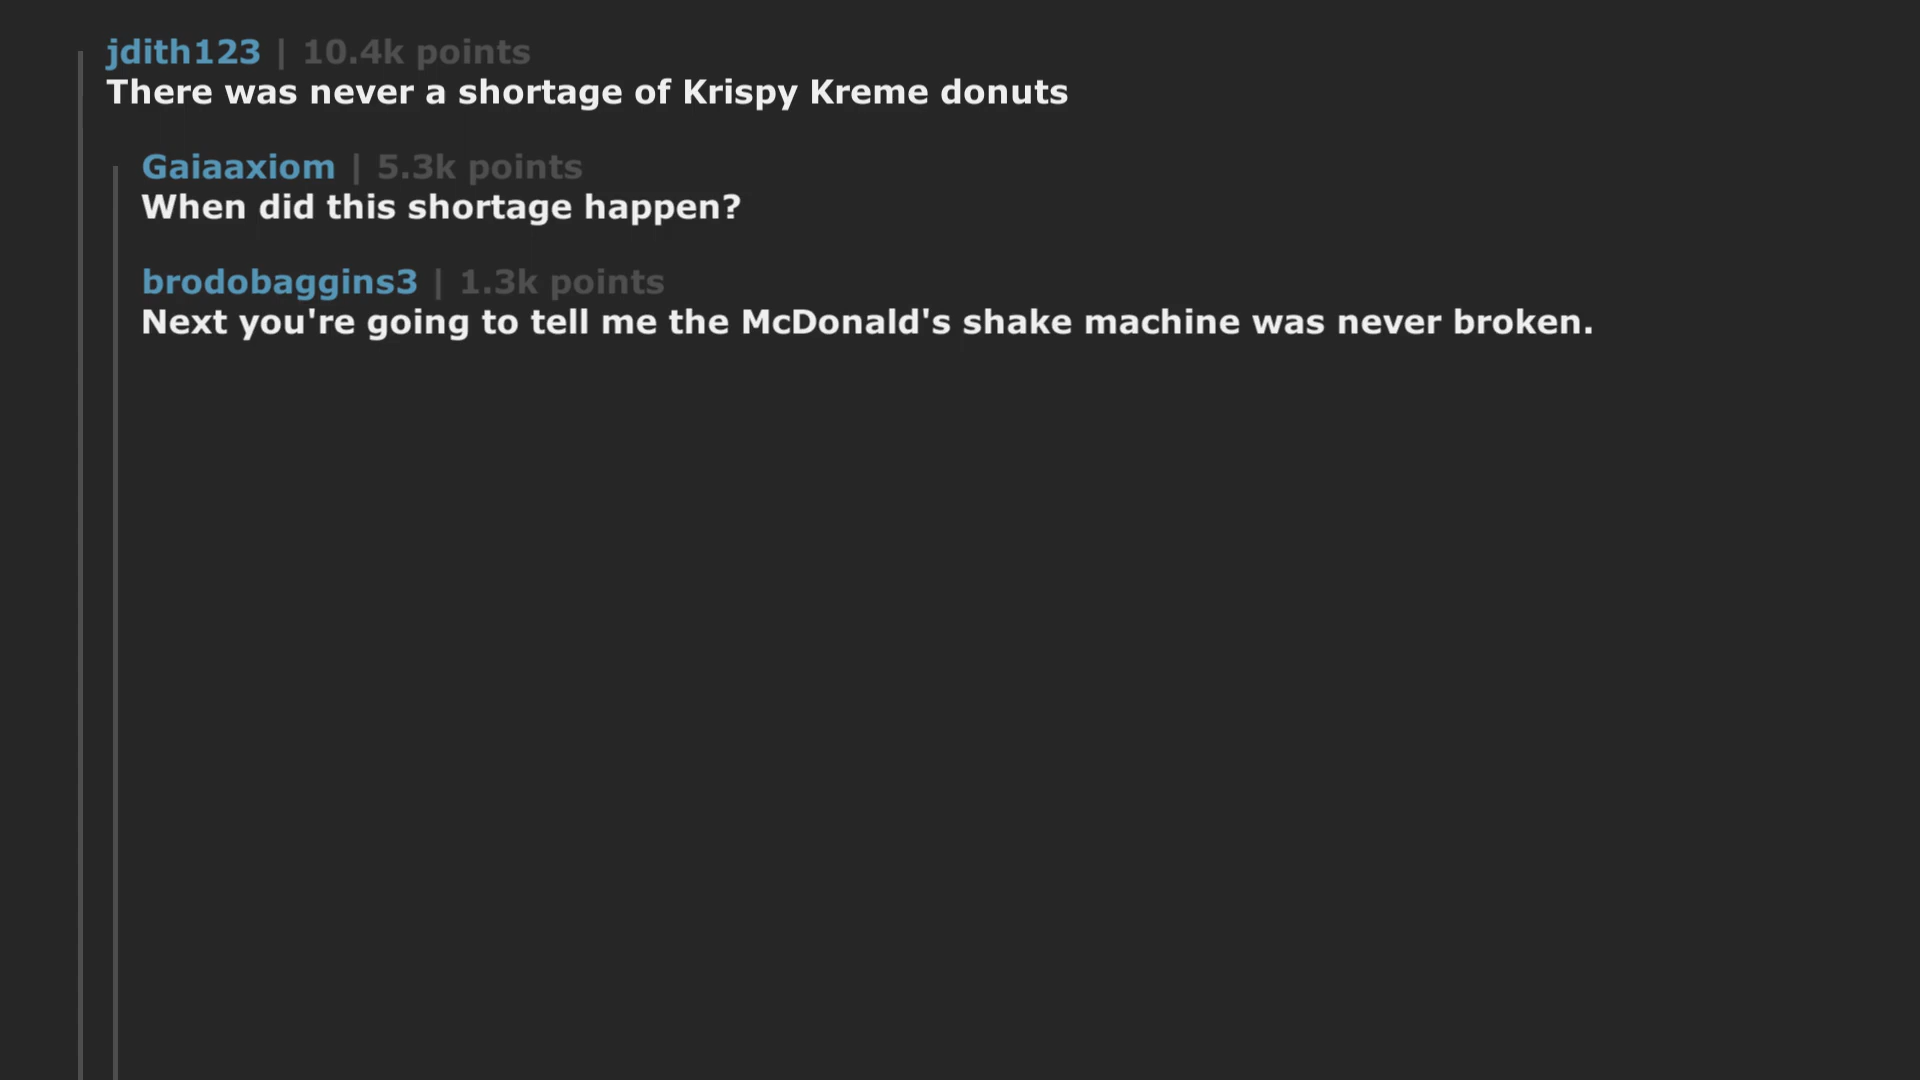 jdith123 | 10.4k points
There was never a shortage of Krispy Kreme donuts
Gaiaaxiom | 5.3k points
When did this shortage happen?
brodobaggins3 | 1.3k points
Next you're going to tell me the McDonald's shake machine was never broken.